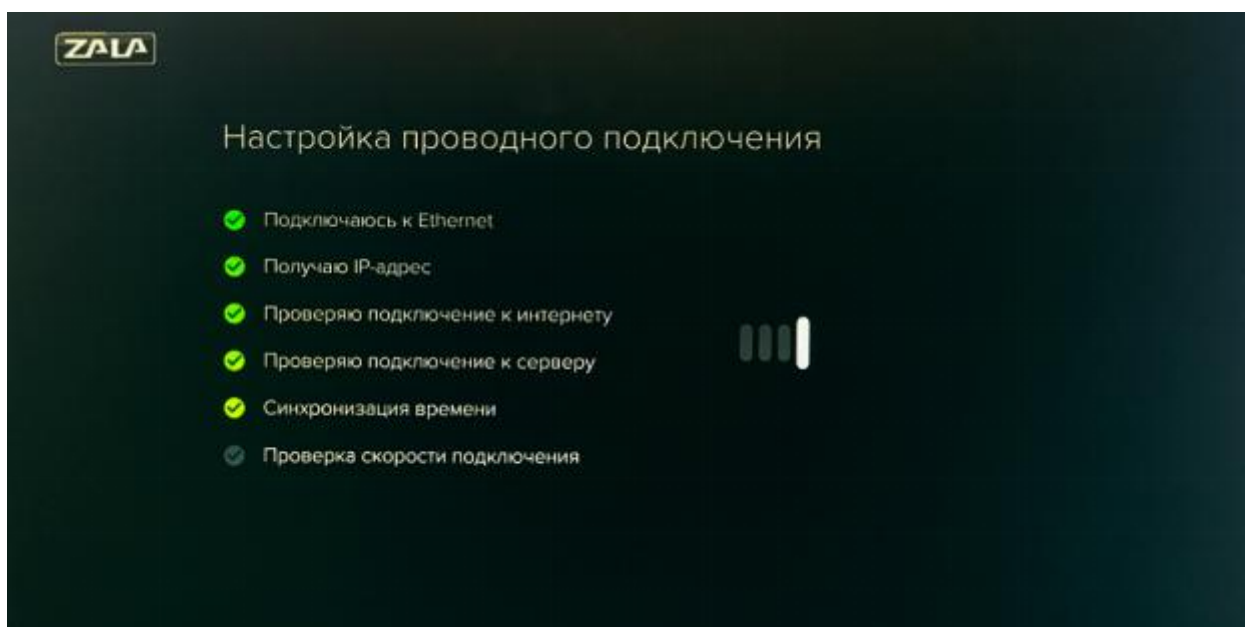 ZALA
Настройка проводного подключения
Подключаюсь к Ethernet
Получаю IP-адрес
Проверяю подключение к интернету
Проверяю подключение к серверу
Синхронизация времени
Проверка скорости подключения